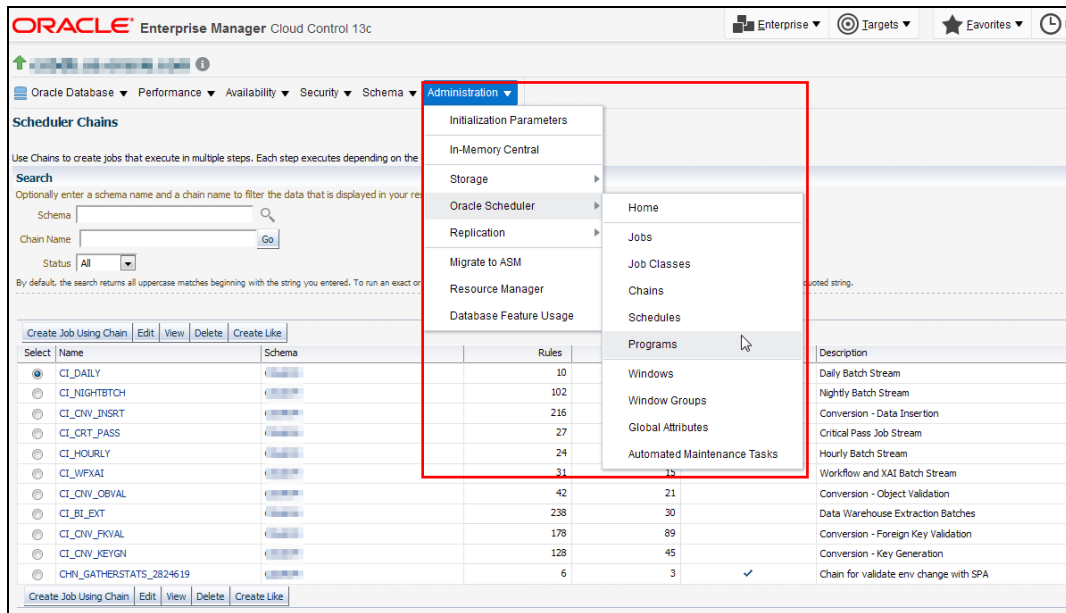 ORACLE Enterprise Manager Cloud Control 13c
Enterprise Targets Favorites
Oracle Database Performance Availability Security Schema Administration
Scheduler Chains
Use Chains to create jobs that execute in multiple steps. Each step executes depending on the
Search
Optionally enter a schema name and a chain name to filter the data that is displayed in your
Schema
Chain Name Go
Status All
By default, the search returns all uppercase matches beginning with the string you entered. To run an exact or
quoted string.
Initialization Parameters
In-Memory Central
Storage
Oracle Scheduler
Replication
Migrate to ASM
Resource Manager
Database Feature Usage
Home
Jobs
Job Classes
Chains
Schedules
Programs
Windows
Window Groups
Global Attributes
Automated Maintenance Tasks
Create Job Using Chain Edit View Delete Create Like
Select Name Schema Rules Description
CI_DAILY 10 Daily Batch Stream
CI_NIGHTBTCH 102 Nightly Batch Stream
CI_CNV_INSRT 216 Conversion - Data Insertion
CI_CRT_PASS 27 Critical Pass Job Stream
CI_HOURLY 24 Hourly Batch Stream
CI_WFXAI 31 15 Workflow and XAI Batch Stream
CI_CNV_OBVAL 42 21 Conversion - Object Validation
CI_BI_EXT 238 30 Data Warehouse Extraction Batches
CI_CNV_FKVAL 178 89 Conversion - Foreign Key Validation
CI_CNV_KEYGN 128 45 Conversion - Key Generation
CHN_GATHERSTATS_2824619 6 3 Chain for validate env change with SPA
Create Job Using Chain Edit View Delete Create Like